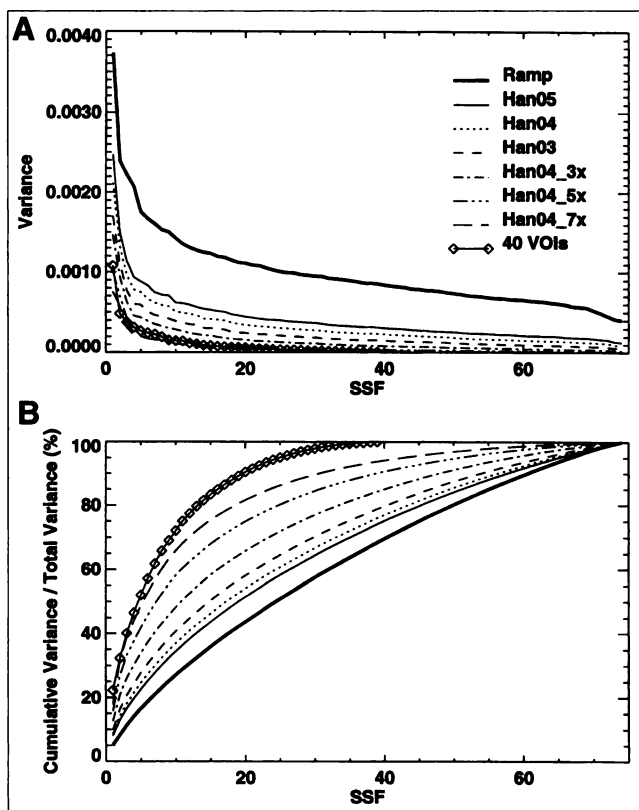 A
0.0040
0.0030
0.0020
0.0010
0.0000
Variance
0 20 40 60
SSF
Ramp
Han05
Han04
Han03
Han04_3x
Han04_5x
Han04_7x
40 VOIs
B
100
80
60
40
20
0
Cumulative Variance / Total Variance (%)
0 20 40 60
SSF